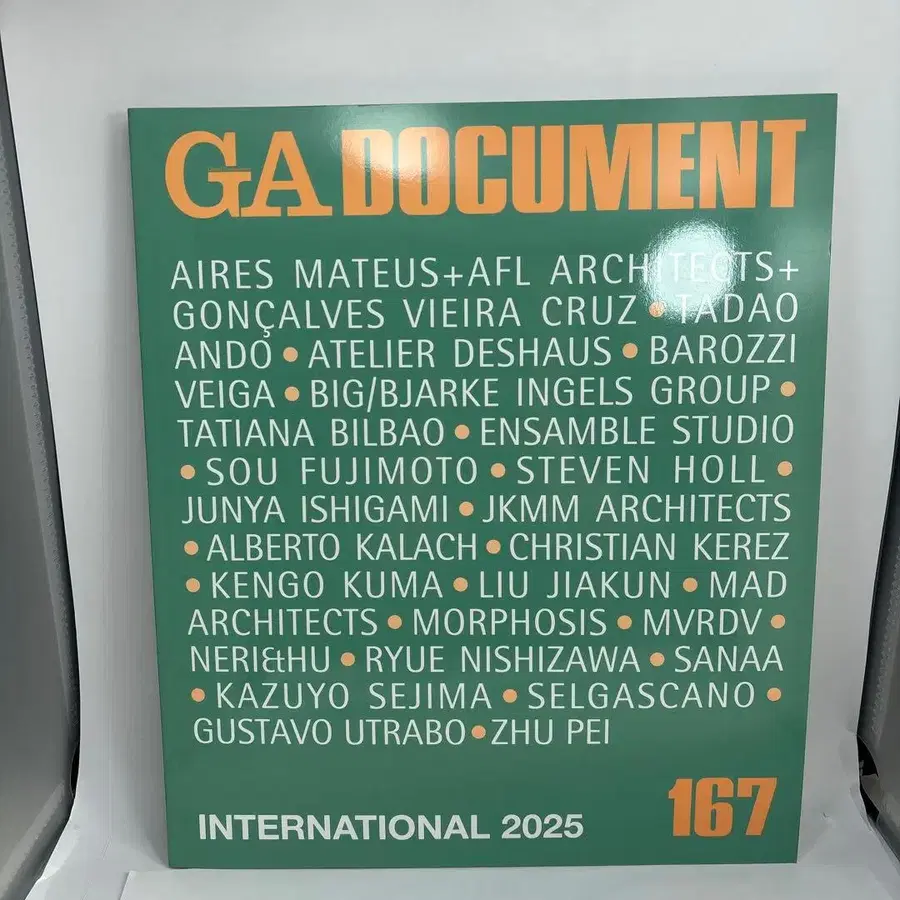 GA DOCUMENT
AIRES MATEUS+AFL ARCHITECTS+
GONÇALVES VIEIRA CRUZ • TADAO
ANDO • ATELIER DESHAUS • BAROZZI
VEIGA • BIG/BJARKE INGELS GROUP •
TATIANA BILBAO • ENSAMBLE STUDIO
• SOU FUJIMOTO • STEVEN HOLL •
JUNYA ISHIGAMI • JKMM ARCHITECTS
• ALBERTO KALACH • CHRISTIAN KEREZ
• KENGO KUMA • LIU JIAKUN • MAD
ARCHITECTS • MORPHOSIS • MVRDV •
NERI&HU • RYUE NISHIZAWA • SANAA
• KAZUYO SEJIMA • SELGASCANO •
GUSTAVO UTRABO • ZHU PEI
INTERNATIONAL 2025
167